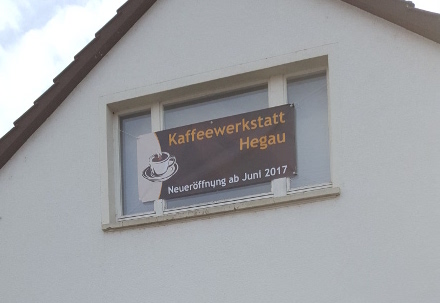 Kaffeewerkstatt
Hegau
Neueröffnung ab Juni 2017